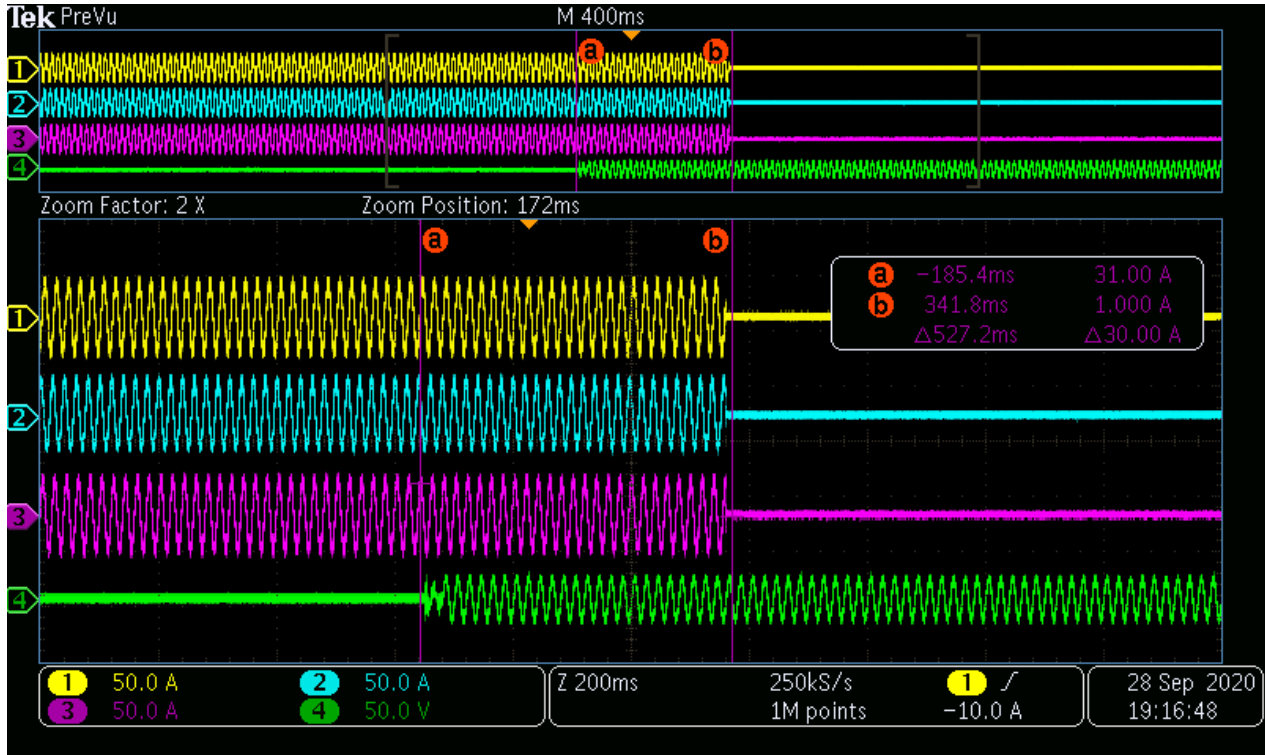 Tek PreVu M 400ms
a b
1
2
3
4
Zoom Factor: 2 X Zoom Position: 172ms
a b
a −185.4ms 31.00 A
b 341.8ms 1.000 A
△527.2ms △30.00 A
1
2
3
4
1 50.0 A 2 50.0 A Z 200ms 250kS/s 1 28 Sep 2020
3 50.0 A 4 50.0 V 1M points −10.0 A 19:16:48